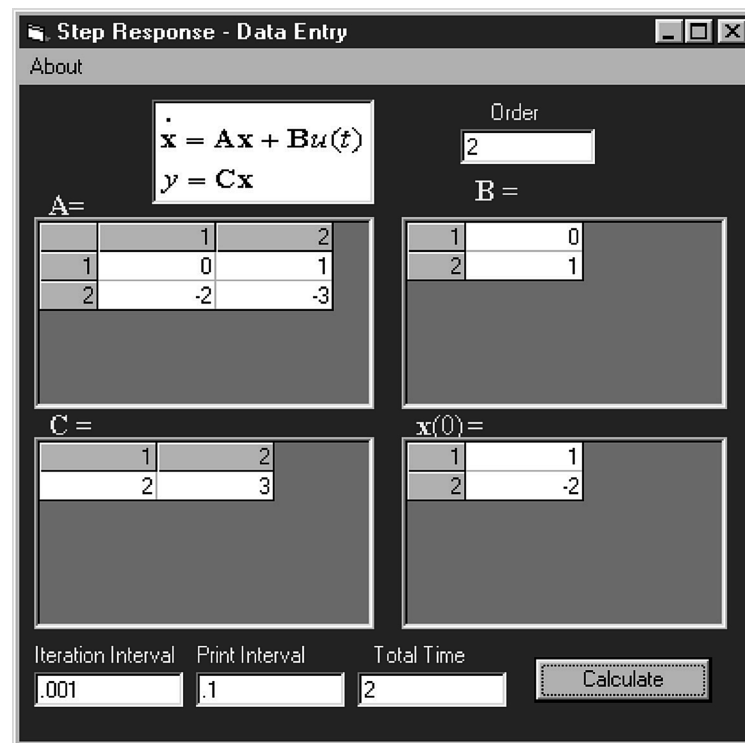 Step Response - Data Entry
About
ẋ = Ax + Bu(t)
y = Cx
Order
2
A=
1 2
1 0 1
2 -2 -3
B =
1 0
2 1
C =
1 2
2 3
x(0)=
1 1
2 -2
Iteration Interval Print Interval Total Time
.001 .1 2
Calculate